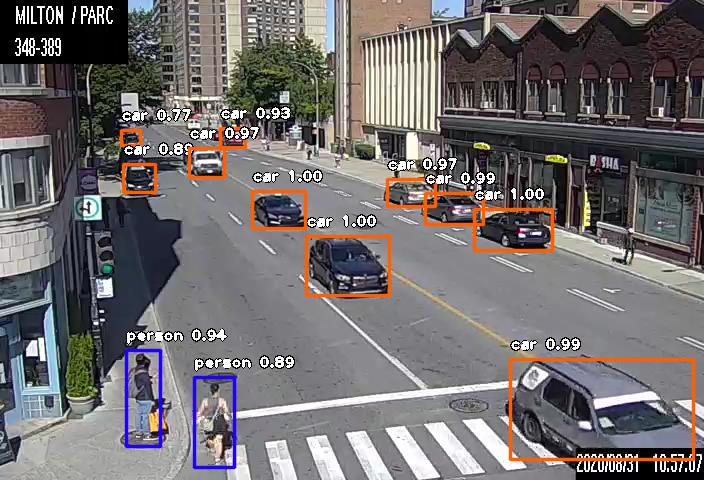 MILTON / PARC
348-389
car 0.77
car 0.93
car 0.97
car 0.89
car 0.97
car 0.99
car 1.00
car 1.00
car 1.00
BASHA
person 0.94
car 0.99
person 0.89
2020/08/31 10:57:07